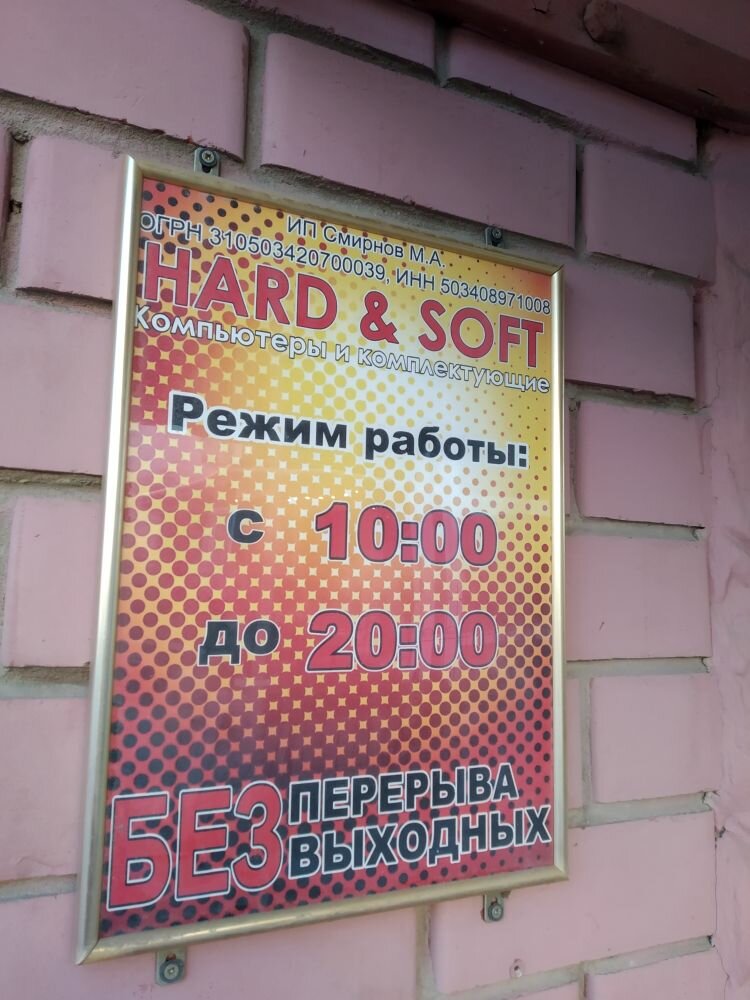 ИП Смирнов М.А.
ОГРН 310503420700039, ИНН 503408971008
HARD & SOFT
Компьютеры и комплектующие
Режим работы:
с 10:00
до 20:00
БЕЗ ПЕРЕРЫВА
ВЫХОДНЫХ